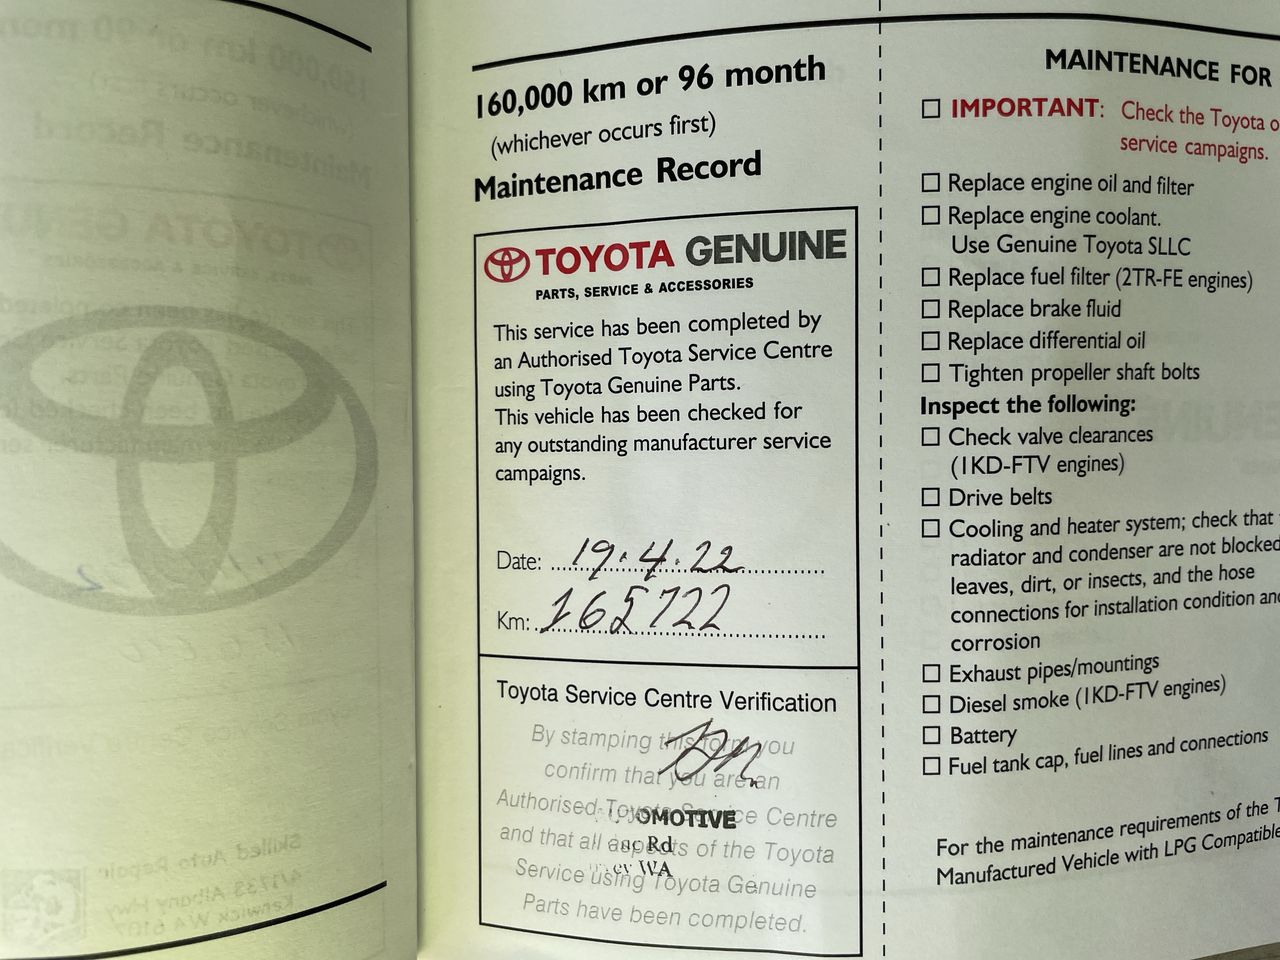 160,000 km or 96 month
(whichever occurs first)
Maintenance Record
TOYOTA GENUINE
PARTS, SERVICE & ACCESSORIES
This service has been completed by
an Authorised Toyota Service Centre
using Toyota Genuine Parts.
This vehicle has been checked for
any outstanding manufacturer service
campaigns.
Date: 19.4.22
Km: 165722
Toyota Service Centre Verification
By stamping this form you
confirm that you are an
Authorised Toyota Service Centre
and that all aspects of the Toyota
Service using Toyota Genuine
Parts have been completed.
OMOTIVE
Rd
WA
MAINTENANCE FOR
IMPORTANT: Check the Toyota
service campaigns.
Replace engine oil and filter
Replace engine coolant.
Use Genuine Toyota SLLC
Replace fuel filter (2TR-FE engines)
Replace brake fluid
Replace differential oil
Tighten propeller shaft bolts
Inspect the following:
Check valve clearances
(1KD-FTV engines)
Drive belts
Cooling and heater system; check that
radiator and condenser are not blocked
leaves, dirt, or insects, and the hose
connections for installation condition and
corrosion
Exhaust pipes/mountings
Diesel smoke (1KD-FTV engines)
Battery
Fuel tank cap, fuel lines and connections
For the maintenance requirements of the
Manufactured Vehicle with LPG Compatible